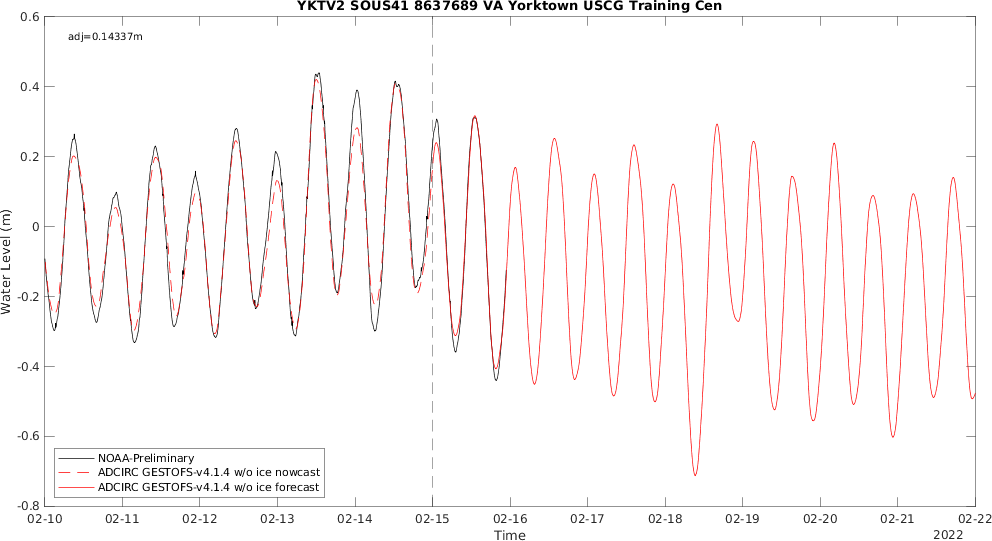 YKTV2 SOUS41 8637689 VA Yorktown USCG Training Cen
adj=0.14337m
0.6
0.4
0.2
0
-0.2
-0.4
-0.6
-0.8
Water Level (m)
NOAA-Preliminary
ADCIRC GESTOFS-v4.1.4 w/o ice nowcast
ADCIRC GESTOFS-v4.1.4 w/o ice forecast
02-10 02-11 02-12 02-13 02-14 02-15 02-16 02-17 02-18 02-19 02-20 02-21 02-22
Time
2022